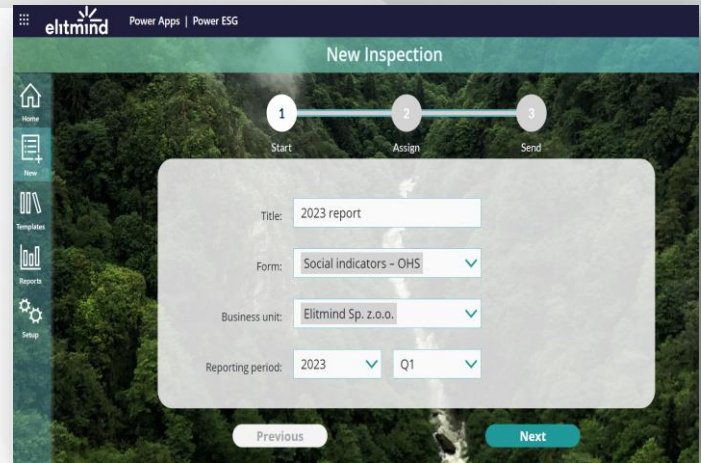 elitmind Power Apps | Power ESG
New Inspection
Home
New
Templates
Reports
Setup
1 2 3
Start Assign Send
Title: 2023 report
Form: Social indicators – OHS
Business unit: Elitmind Sp. z.o.o.
Reporting period: 2023 Q1
Previous Next